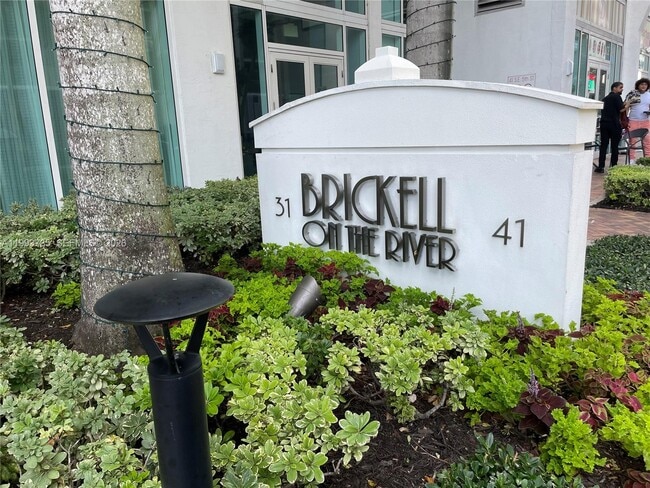 BRICKELL
31
41
ON THE RIVER